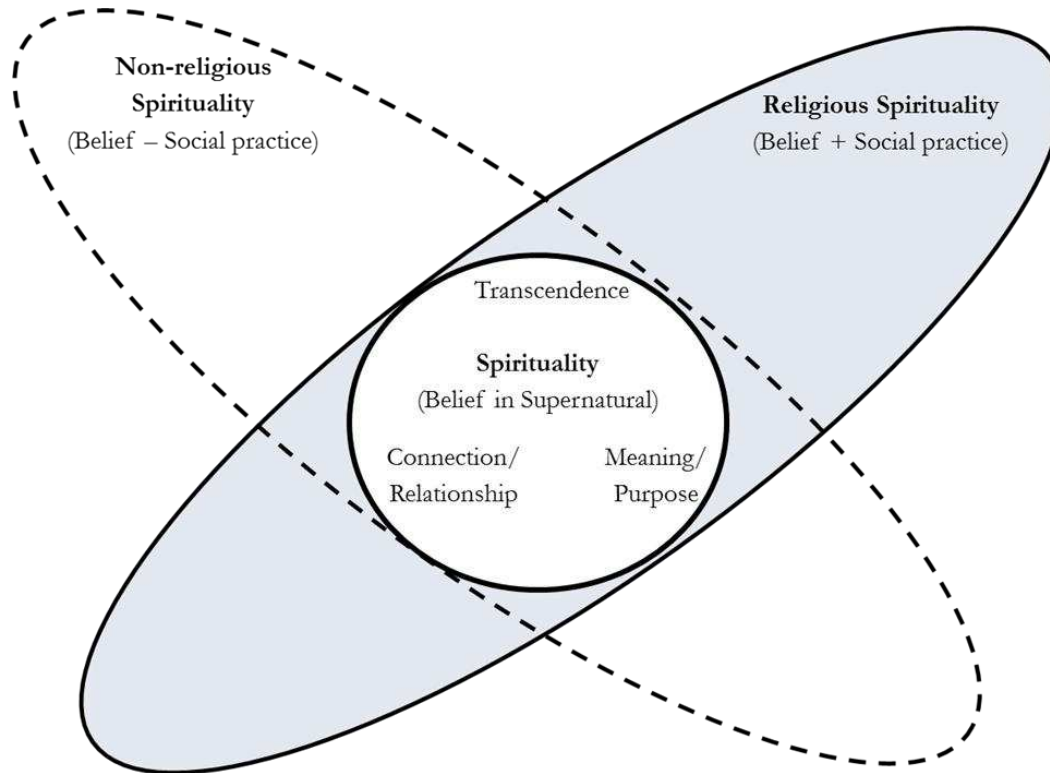 Non-religious
Spirituality
(Belief – Social practice)
Religious Spirituality
(Belief + Social practice)
Transcendence
Spirituality
(Belief in Supernatural)
Connection/
Relationship
Meaning/
Purpose